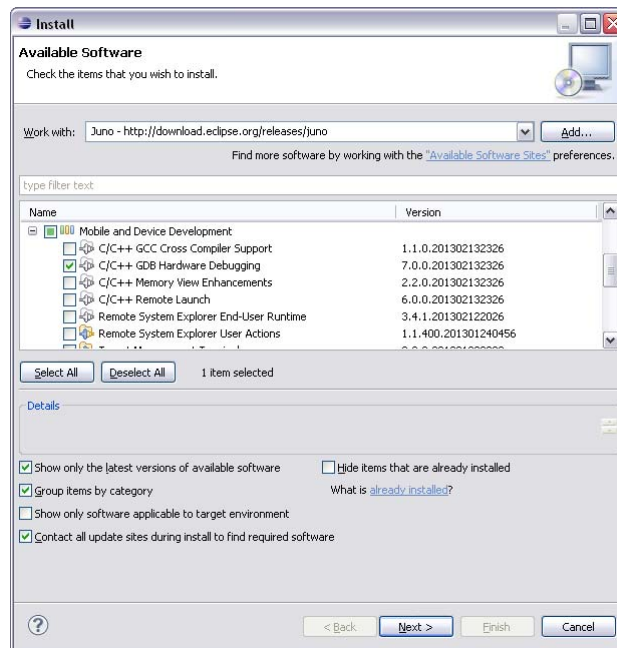 Install
Available Software
Check the items that you wish to install.
Work with: Juno - http://download.eclipse.org/releases/juno Add...
Find more software by working with the "Available Software Sites" preferences.
type filter text
Name Version
Mobile and Device Development
C/C++ GCC Cross Compiler Support 1.1.0.201302132326
C/C++ GDB Hardware Debugging 7.0.0.201302132326
C/C++ Memory View Enhancements 2.2.0.201302132326
C/C++ Remote Launch 6.0.0.201302132326
Remote System Explorer End-User Runtime 3.4.1.201302122026
Remote System Explorer User Actions 1.1.400.201301240456
Select All Deselect All 1 item selected
Details
Show only the latest versions of available software Hide items that are already installed
Group items by category What is already installed?
Show only software applicable to target environment
Contact all update sites during install to find required software
? < Back Next > Finish Cancel